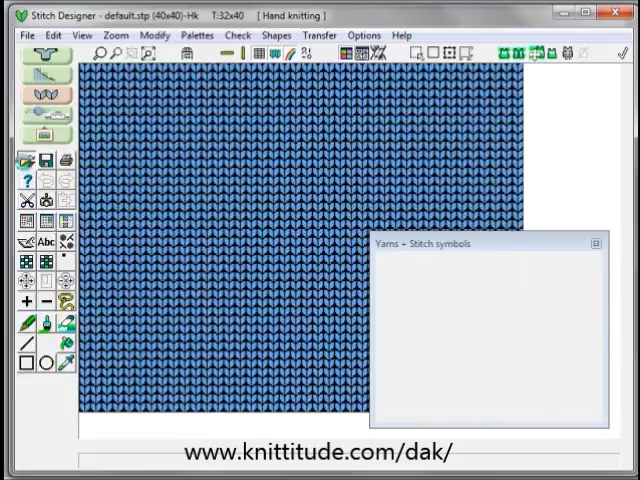 Stitch Designer - default.stp (40x40)-Hk T:32x40 [ Hand knitting ]
File Edit View Zoom Modify Palettes Check Shapes Transfer Options Help
Yarns + Stitch symbols
Abc
www.knittitude.com/dak/